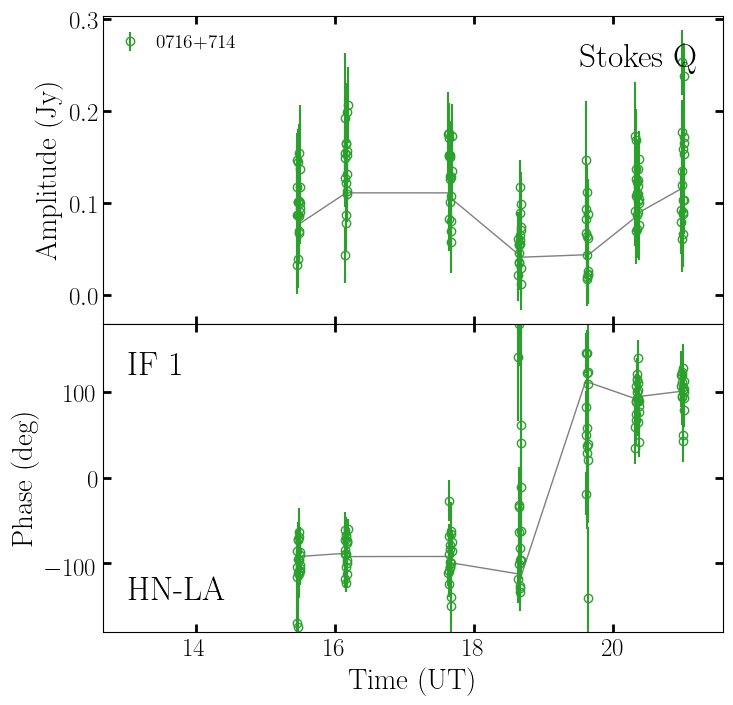 0716+714
Stokes Q
0.3
0.2
0.1
0.0
Amplitude (Jy)
IF 1
100
0
−100
Phase (deg)
HN-LA
14 16 18 20
Time (UT)